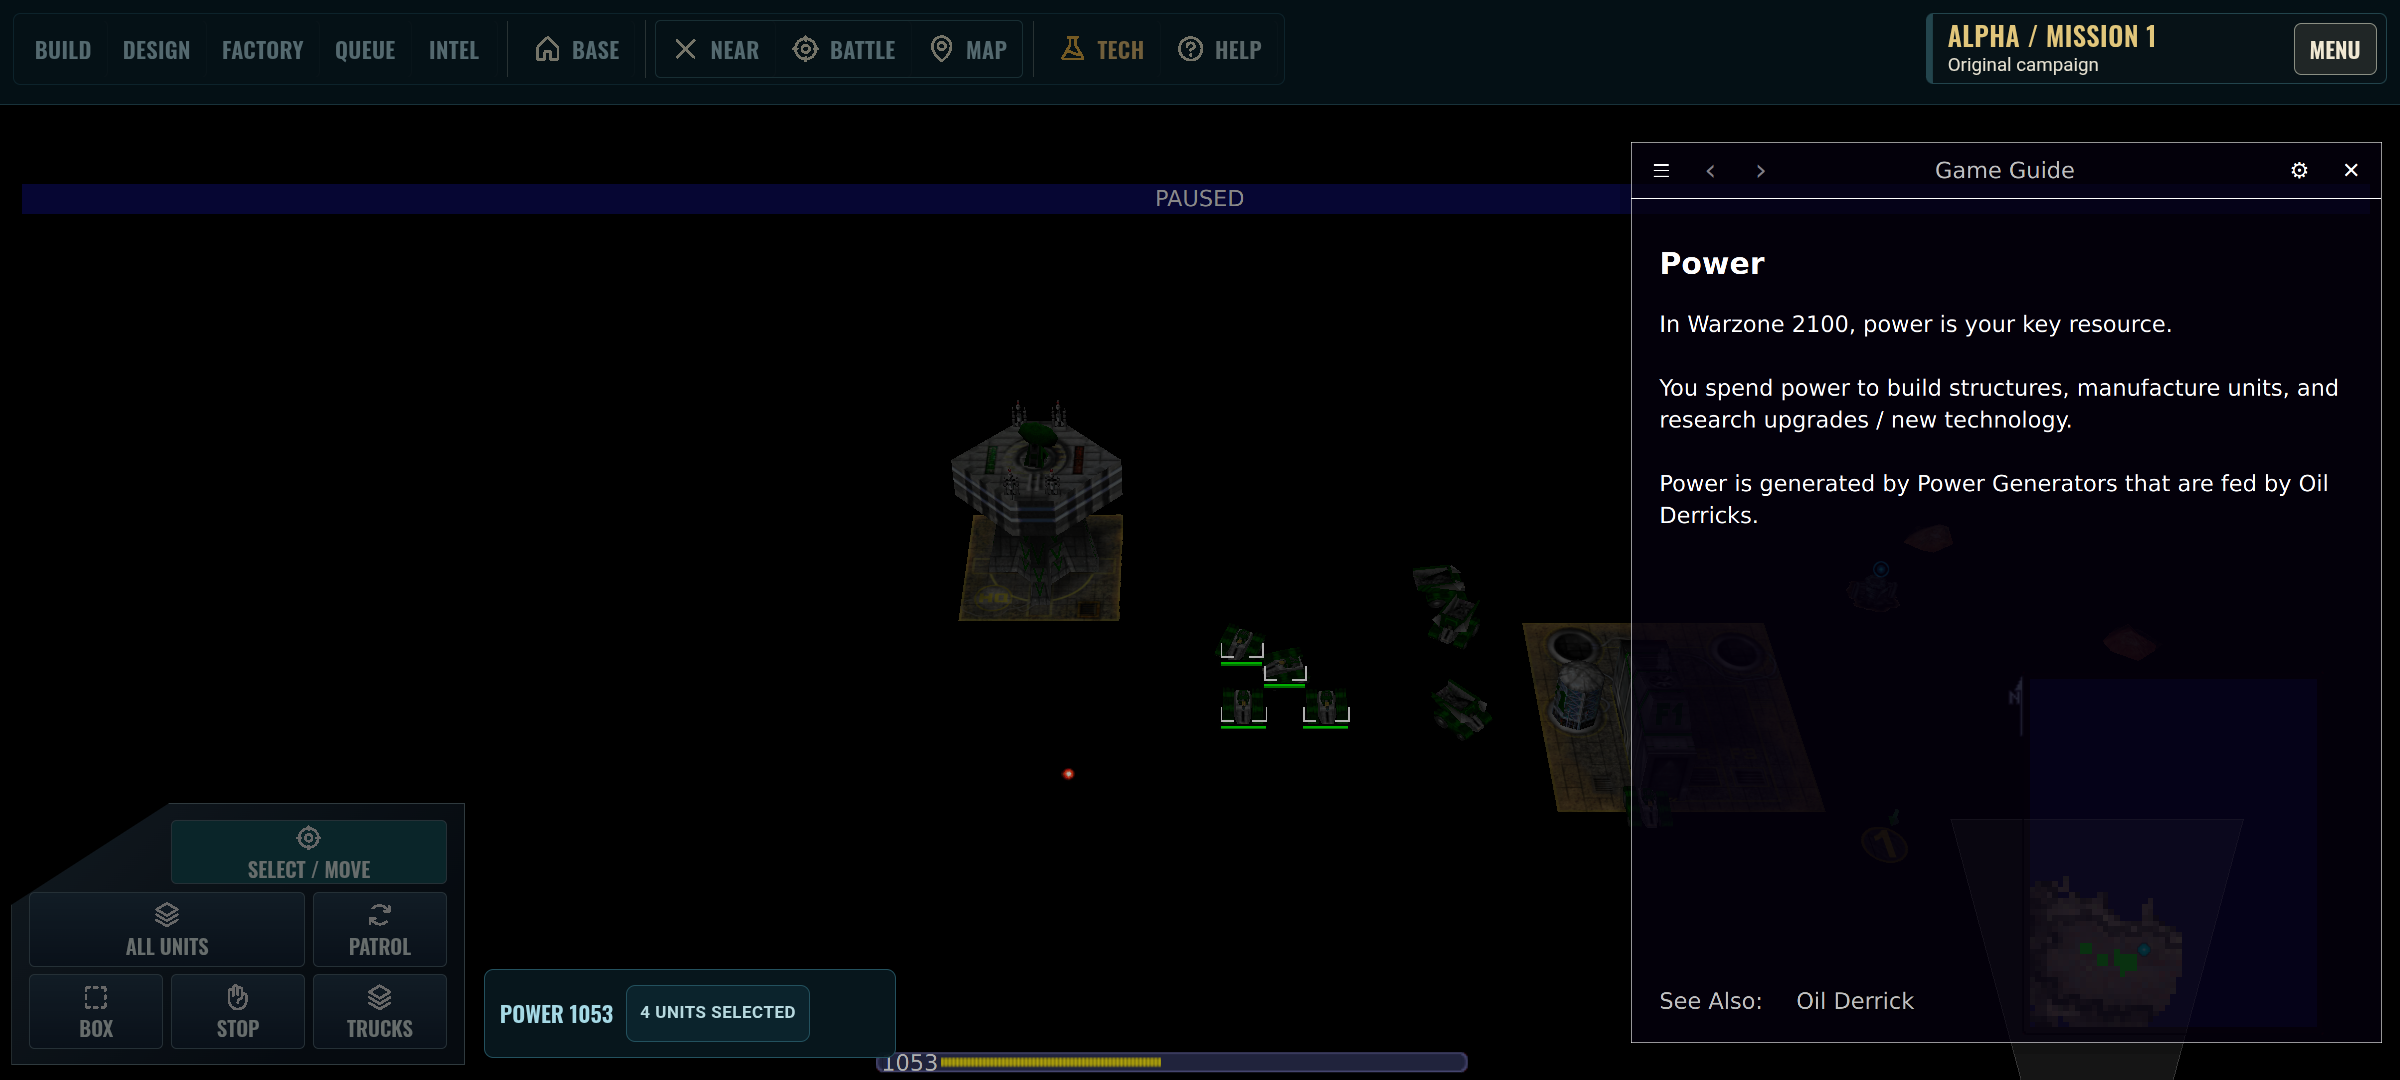 BUILD DESIGN FACTORY QUEUE INTEL BASE NEAR BATTLE MAP TECH HELP
ALPHA / MISSION 1
Original campaign
MENU
PAUSED
Game Guide
Power
In Warzone 2100, power is your key resource.
You spend power to build structures, manufacture units, and
research upgrades / new technology.
Power is generated by Power Generators that are fed by Oil
Derricks.
See Also: Oil Derrick
N
SELECT / MOVE
ALL UNITS PATROL
BOX STOP TRUCKS
POWER 1053 4 UNITS SELECTED
1053